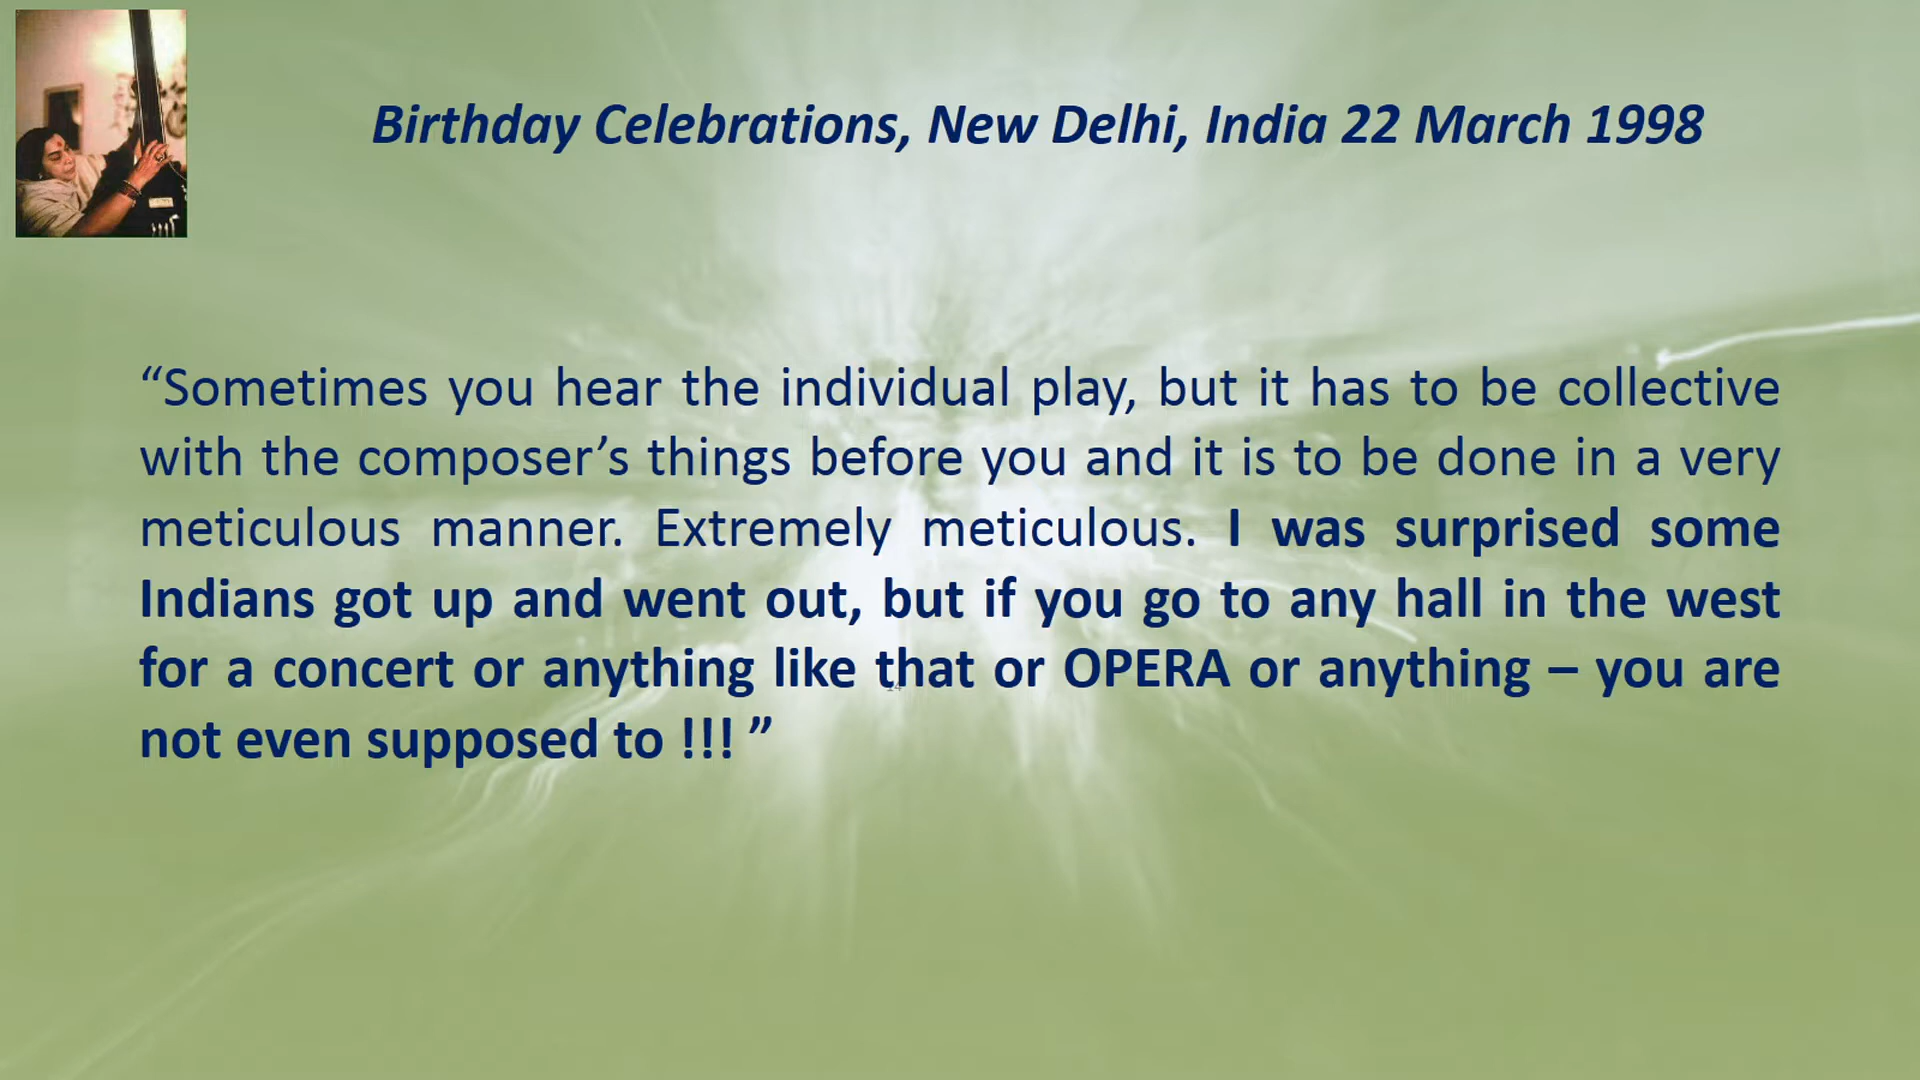 Birthday Celebrations, New Delhi, India 22 March 1998
“Sometimes you hear the individual play, but it has to be collective
with the composer’s things before you and it is to be done in a very
meticulous manner. Extremely meticulous. I was surprised some
Indians got up and went out, but if you go to any hall in the west
for a concert or anything like that or OPERA or anything – you are
not even supposed to !!! ”